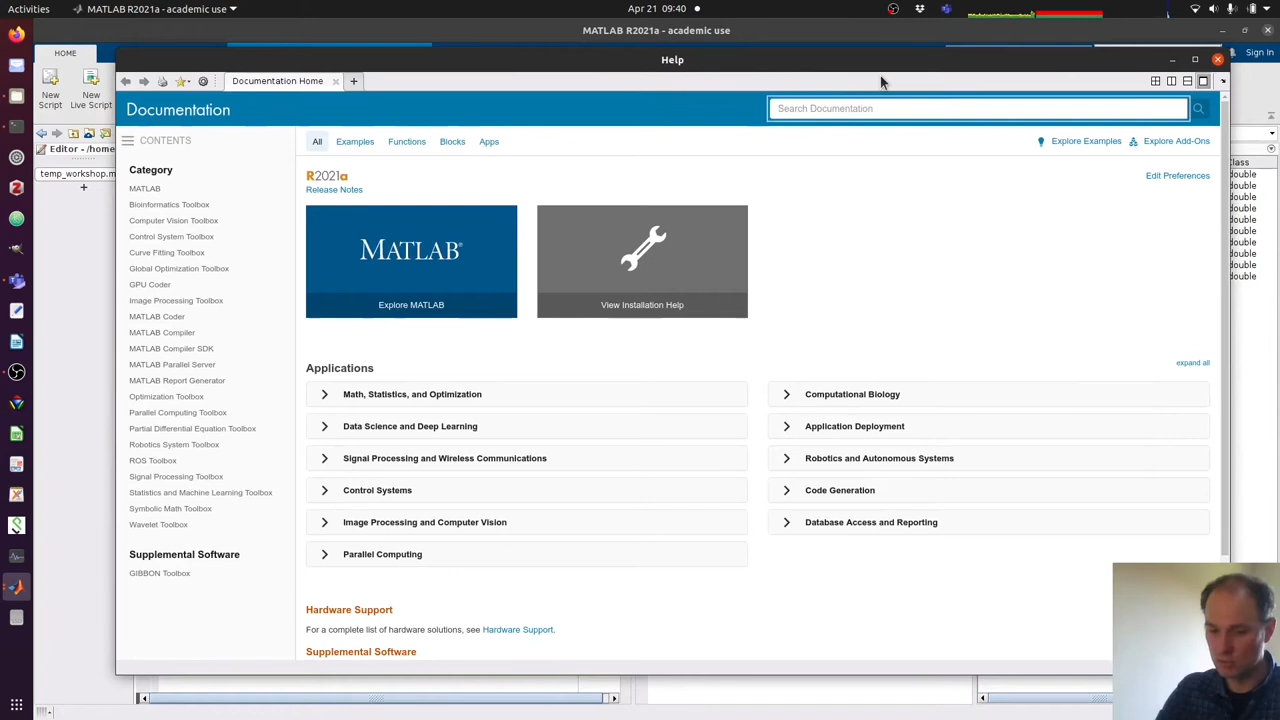 Activities
MATLAB R2021a - academic use
Apr 21 09:40
MATLAB R2021a - academic use
HOME
Sign In
New
Script
New
Live Script
Editor - /home
temp_workshop.m
Help
Documentation Home
Documentation
Search Documentation
CONTENTS
All
Examples
Functions
Blocks
Apps
Explore Examples
Explore Add-Ons
Category
MATLAB
Bioinformatics Toolbox
Computer Vision Toolbox
Control System Toolbox
Curve Fitting Toolbox
Global Optimization Toolbox
GPU Coder
Image Processing Toolbox
MATLAB Coder
MATLAB Compiler
MATLAB Compiler SDK
MATLAB Parallel Server
MATLAB Report Generator
Optimization Toolbox
Parallel Computing Toolbox
Partial Differential Equation Toolbox
Robotics System Toolbox
ROS Toolbox
Signal Processing Toolbox
Statistics and Machine Learning Toolbox
Symbolic Math Toolbox
Wavelet Toolbox
Supplemental Software
GIBBON Toolbox
R2021a
Release Notes
Edit Preferences
MATLAB®
Explore MATLAB
View Installation Help
Applications
expand all
Math, Statistics, and Optimization
Data Science and Deep Learning
Signal Processing and Wireless Communications
Control Systems
Image Processing and Computer Vision
Parallel Computing
Computational Biology
Application Deployment
Robotics and Autonomous Systems
Code Generation
Database Access and Reporting
Hardware Support
For a complete list of hardware solutions, see Hardware Support.
Supplemental Software
Class
double
double
double
double
double
double
double
double
double
double